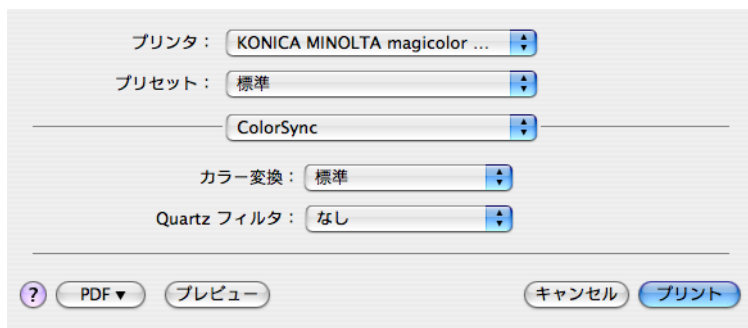 プリンタ： KONICA MINOLTA magicolor ...
プリセット： 標準
ColorSync
カラー変換： 標準
Quartz フィルタ： なし
? PDF▼ プレビュー キャンセル プリント